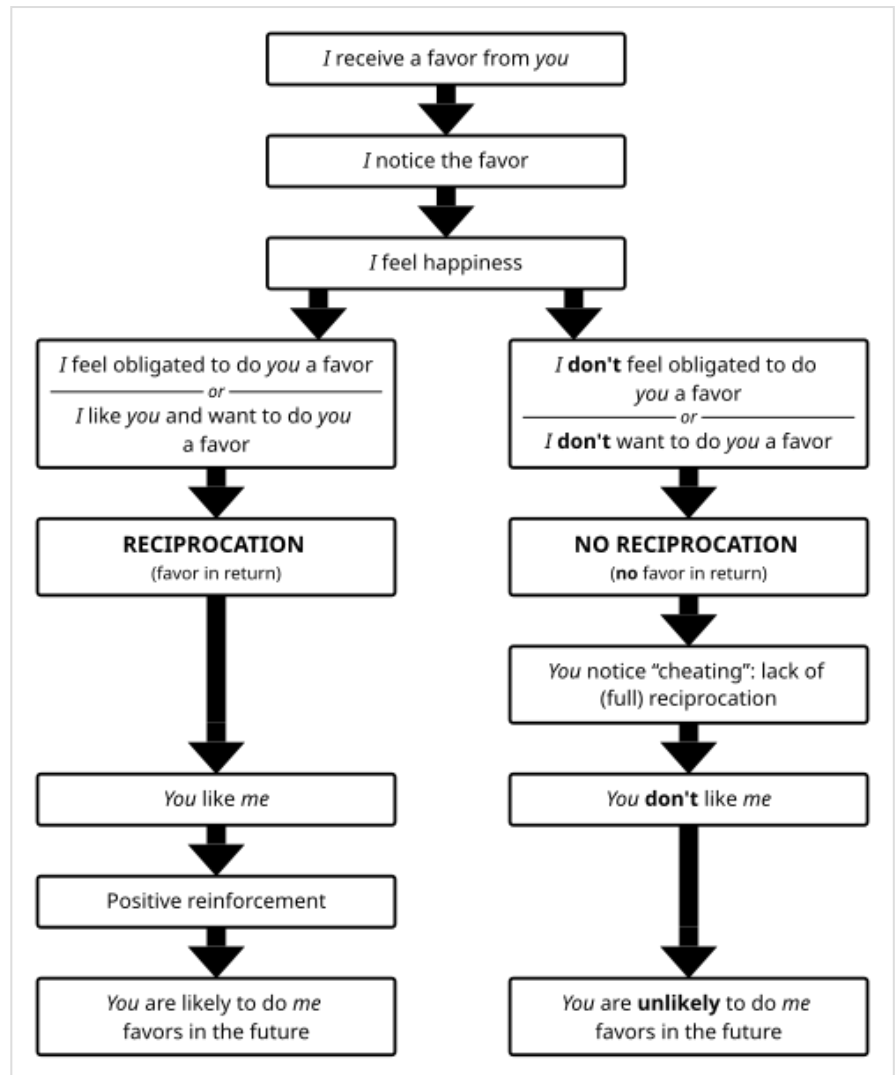 I receive a favor from you
I notice the favor
I feel happiness
I feel obligated to do you a favor
or
I like you and want to do you
a favor
RECIPROCATION
(favor in return)
You like me
Positive reinforcement
You are likely to do me
favors in the future
I don't feel obligated to do
you a favor
or
I don't want to do you a favor
NO RECIPROCATION
(no favor in return)
You notice “cheating”: lack of
(full) reciprocation
You don't like me
You are unlikely to do me
favors in the future